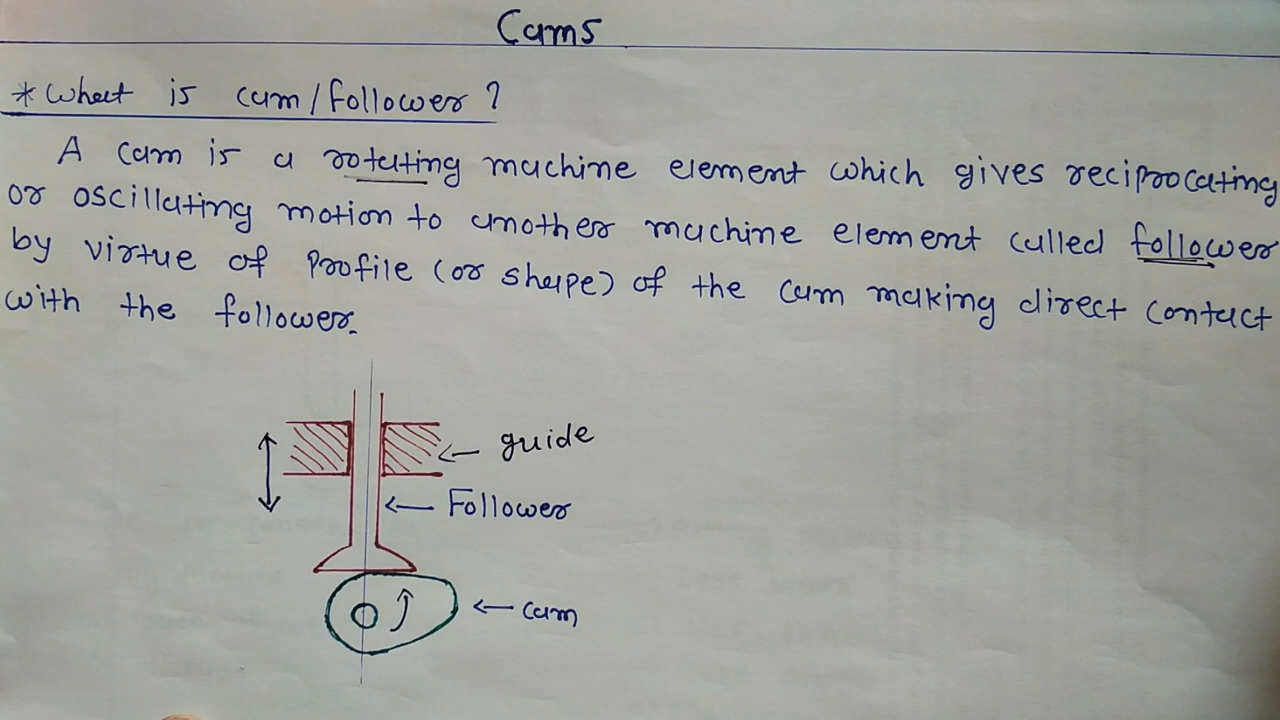 Cams
* What is cam/follower?
A cam is a rotating machine element which gives reciprocating
or oscillating motion to another machine element called follower
by virtue of profile (or shape) of the cam making direct contact
with the follower.
guide
Follower
cam